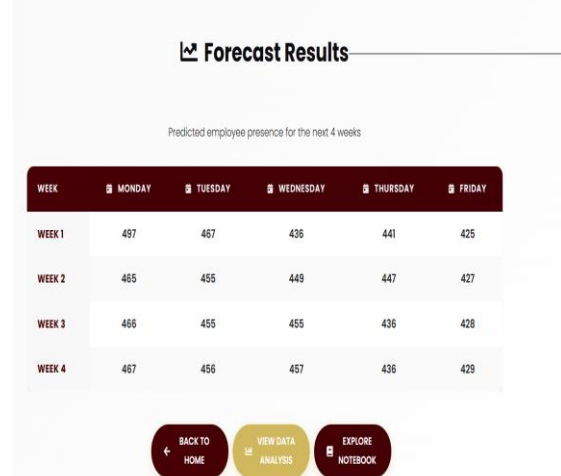 Forecast Results
Predicted employee presence for the next 4 weeks
WEEK MONDAY TUESDAY WEDNESDAY THURSDAY FRIDAY
WEEK 1 497 467 436 441 425
WEEK 2 465 455 449 447 427
WEEK 3 466 455 455 436 428
WEEK 4 467 456 457 436 429
BACK TO
HOME
VIEW DATA
ANALYSIS
EXPLORE
NOTEBOOK